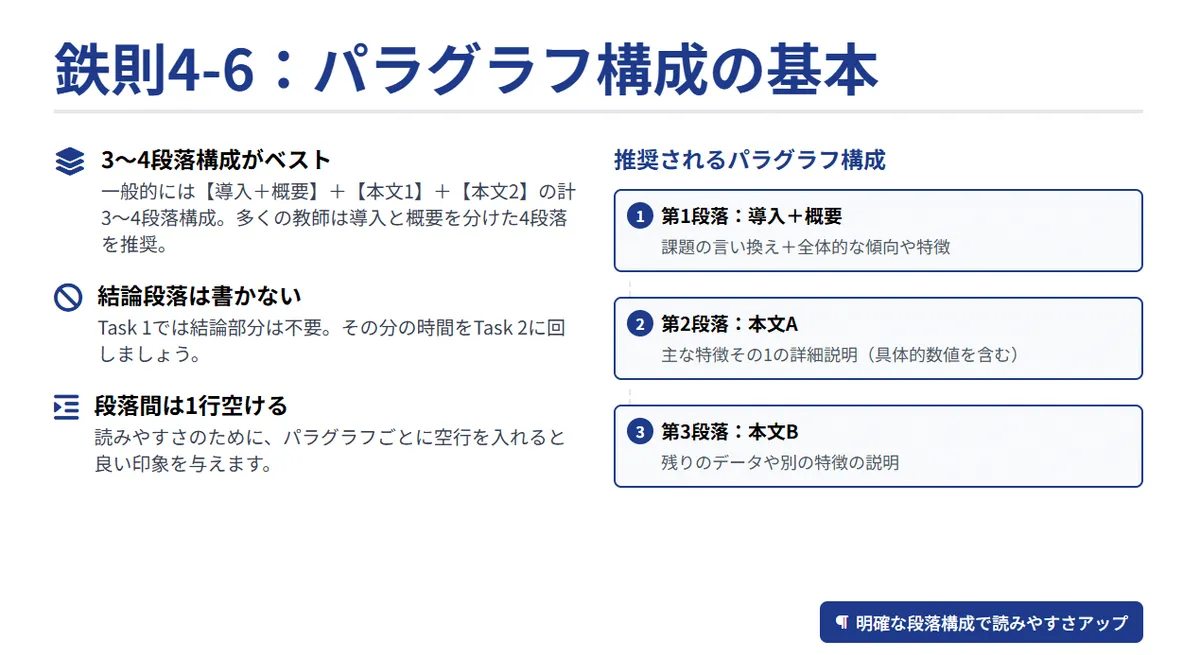 鉄則4-6：パラグラフ構成の基本
3〜4段落構成がベスト
一般的には【導入＋概要】＋【本文1】＋【本文2】の計
3〜4段落構成。多くの教師は導入と概要を分けた4段落
を推奨。
結論段落は書かない
Task 1では結論部分は不要。その分の時間をTask 2に回
しましょう。
段落間は1行空ける
読みやすさのために、パラグラフごとに空行を入れると
良い印象を与えます。
推奨されるパラグラフ構成
1 第1段落：導入＋概要
課題の言い換え＋全体的な傾向や特徴
2 第2段落：本文A
主な特徴その1の詳細説明（具体的数値を含む）
3 第3段落：本文B
残りのデータや別の特徴の説明
¶ 明確な段落構成で読みやすさアップ